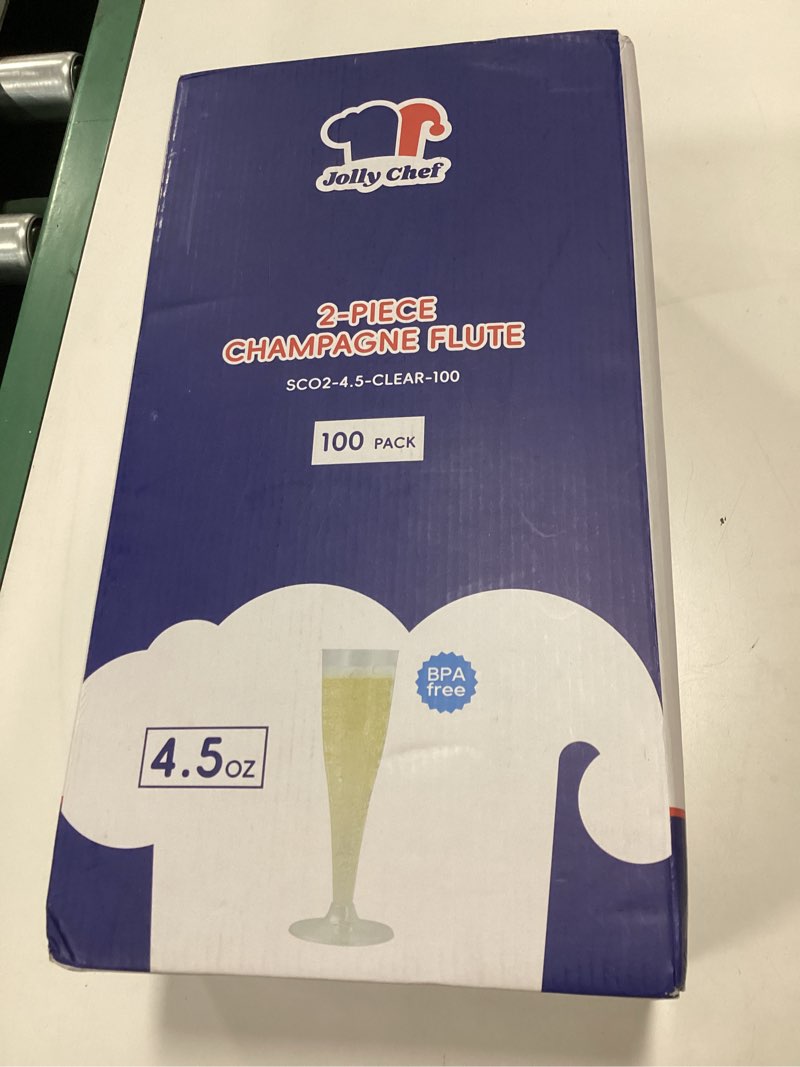 Jolly Chef
2-PIECE
CHAMPAGNE FLUTE
SCO2-4.5-CLEAR-100
100 PACK
BPA
free
4.5oz